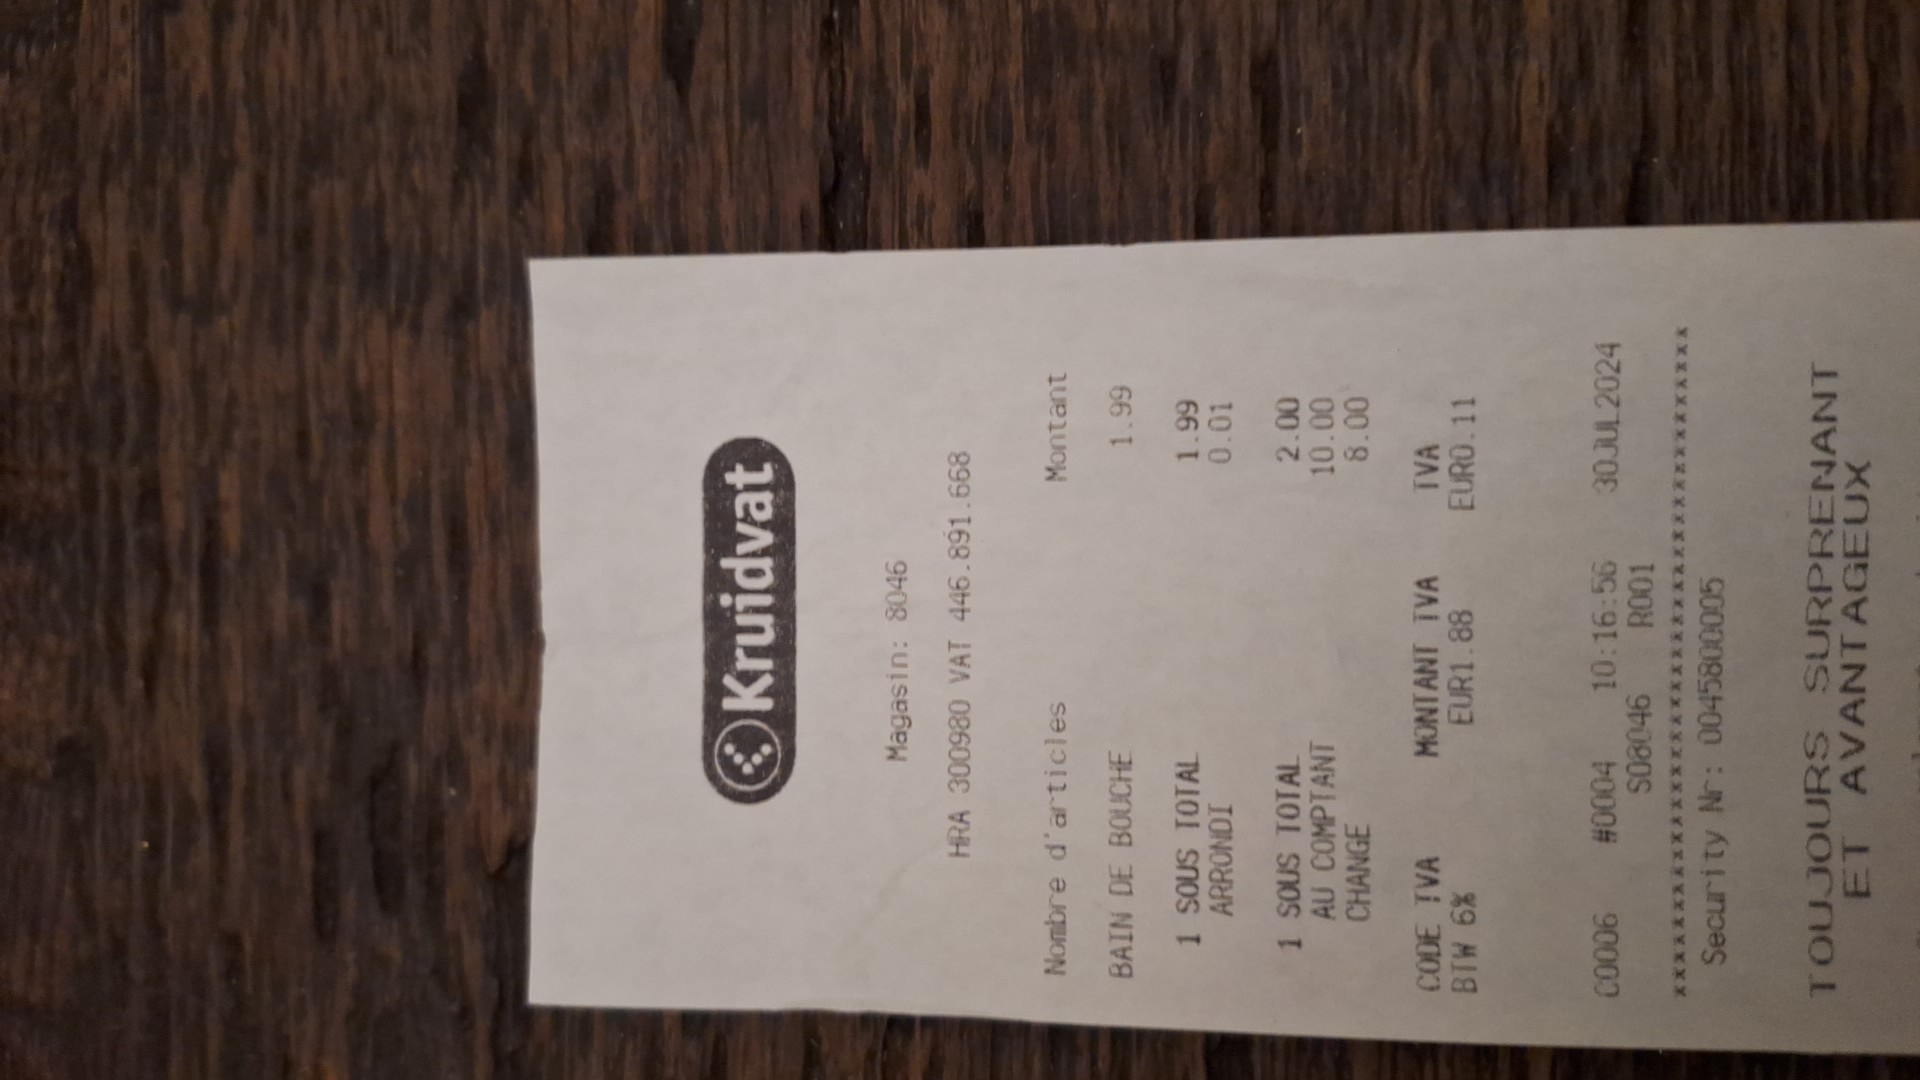 Kruidvat
Magasin: 8046
HRA 300980 VAT 446.891.668
Nombre d'articles Montant
BAIN DE BOUCHE 1.99
1 SOUS TOTAL 1.99
ARRONDI 0.01
1 SOUS TOTAL 2.00
AU COMPTANT 10.00
CHANGE 8.00
CODE TVA MONTANT TVA TVA
BTW 6% EUR1.88 EUR0.11
C0006 #0004 10:16:56 30JUL2024
S08046 R001
xxxxxxxxxxxxxxxxxxxxxxxxxxxxxxxxxxxxxxxx
Security Nr: 00458000005
TOUJOURS SURPRENANT
ET AVANTAGEUX